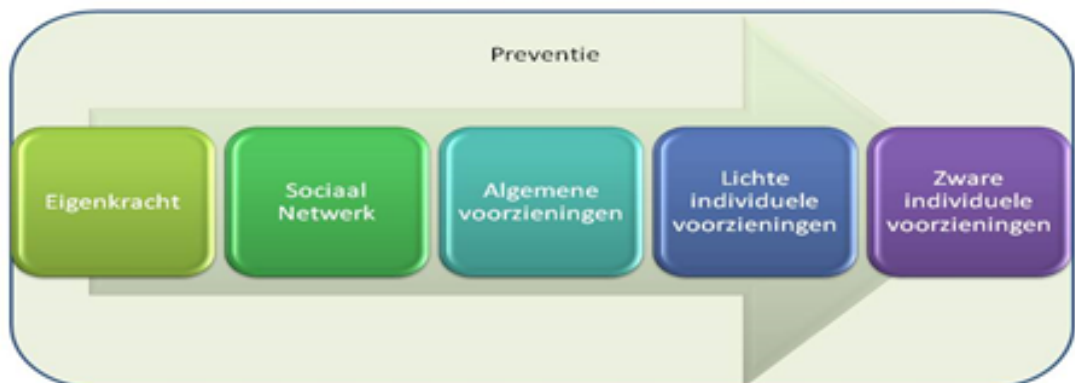 Preventie
Eigenkracht
Sociaal
Netwerk
Algemene
voorzieningen
Lichte
individuele
voorzieningen
Zware
individuele
voorzieningen